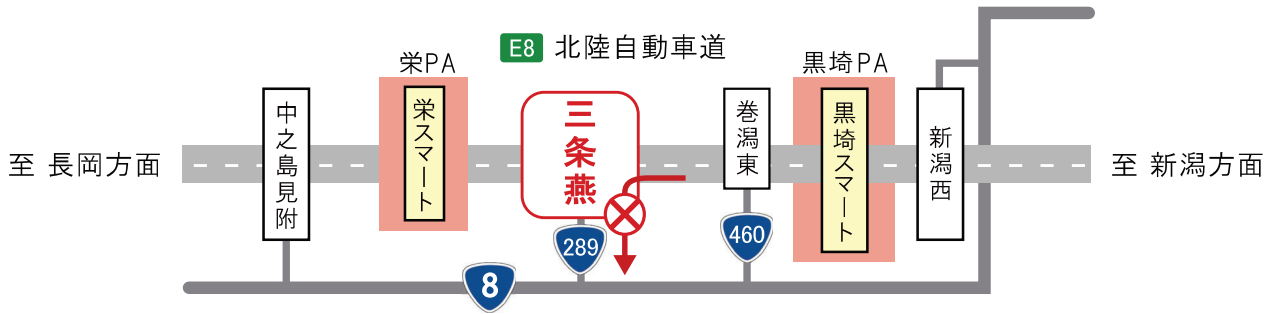 E8 北陸自動車道
栄PA
黒埼PA
中之島見附
栄スマート
三条燕
巻潟東
黒埼スマート
新潟西
至 長岡方面
至 新潟方面
289
460
8